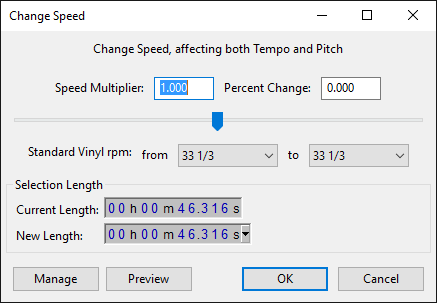 Change Speed
Change Speed, affecting both Tempo and Pitch
Speed Multiplier: 1.000 Percent Change: 0.000
Standard Vinyl rpm: from 33 1/3 to 33 1/3
Selection Length
Current Length: 00 h 00 m 46.316 s
New Length: 00 h 00 m 46.316 s
Manage Preview OK Cancel